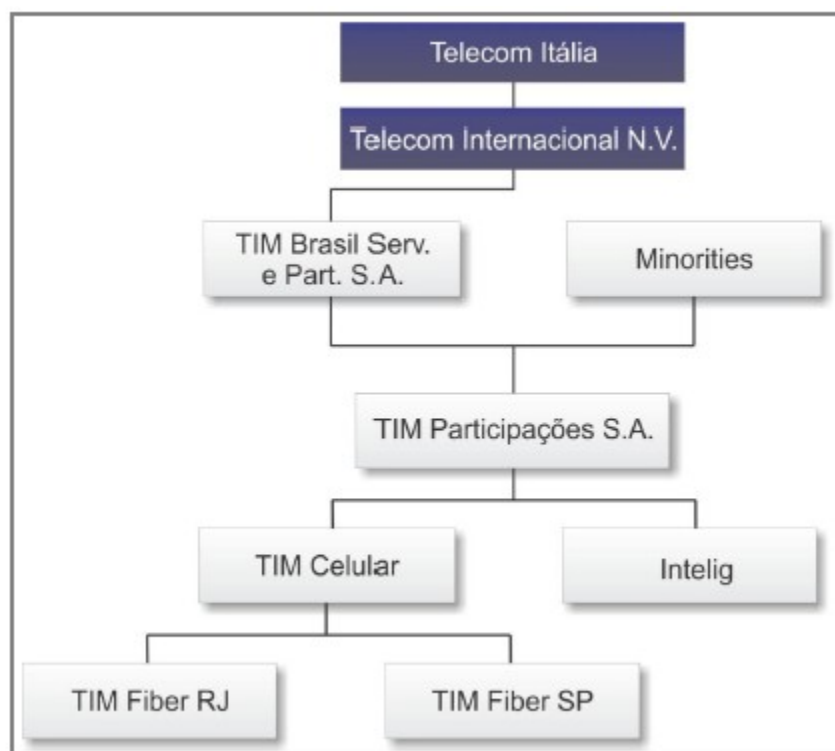 Telecom Itália
Telecom Internacional N.V.
TIM Brasil Serv.
e Part. S.A.
Minorities
TIM Participações S.A.
TIM Celular
Intelig
TIM Fiber RJ
TIM Fiber SP